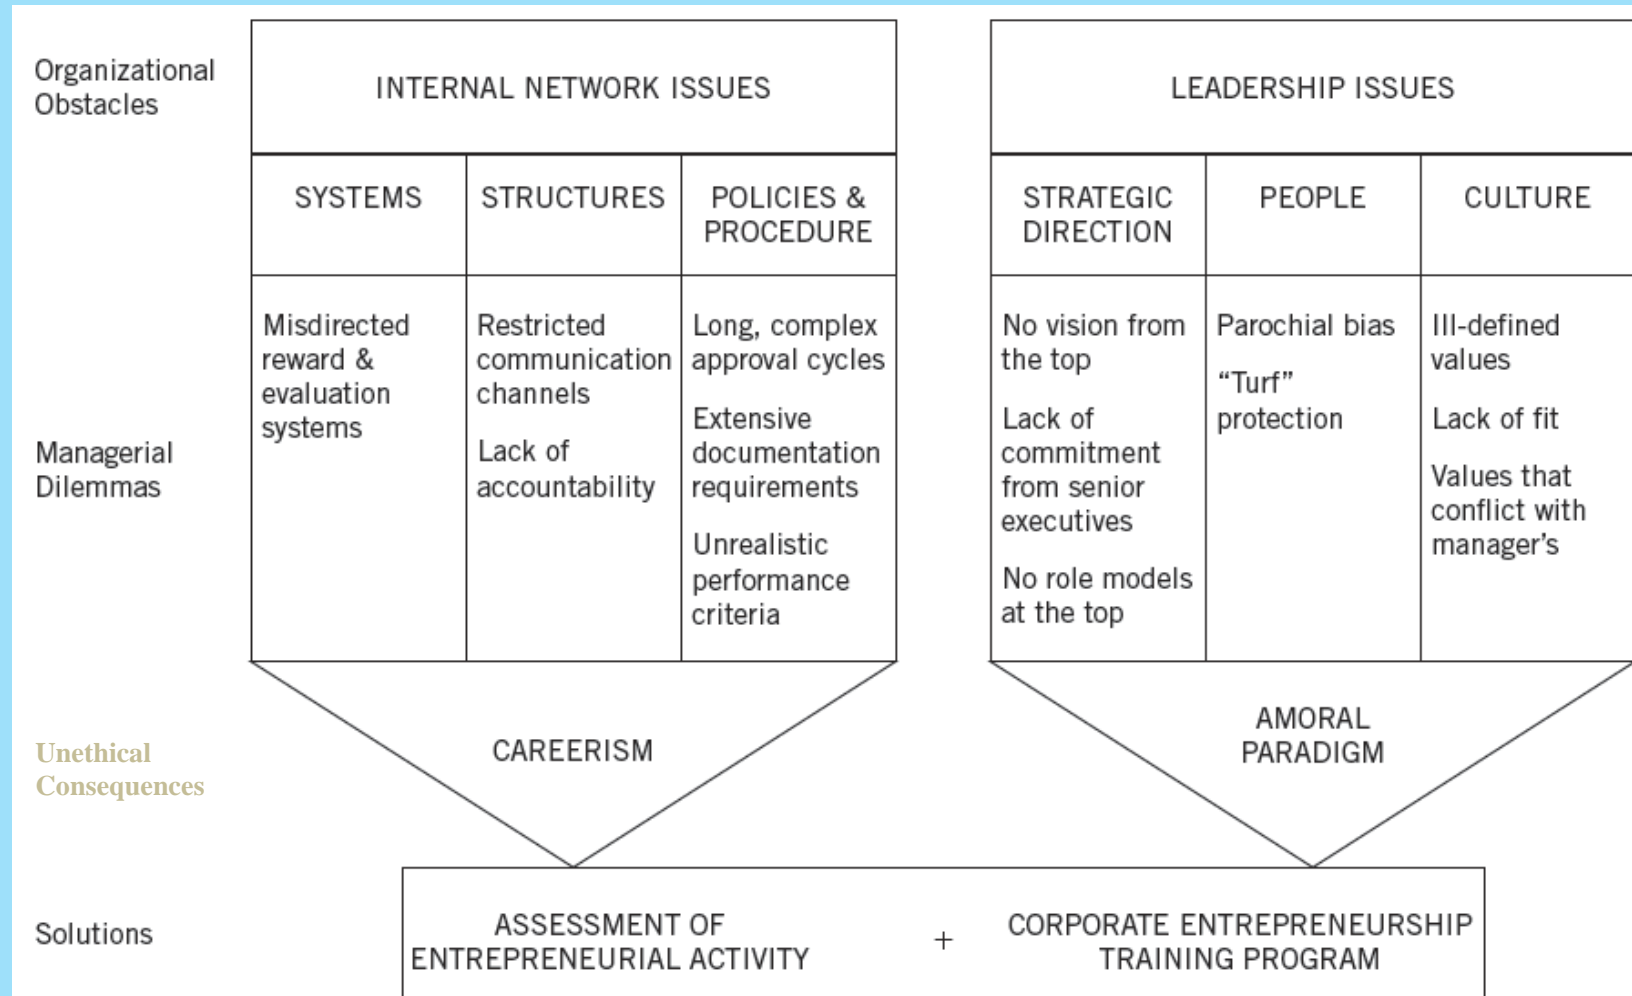 Organizational
Obstacles
INTERNAL NETWORK ISSUES
LEADERSHIP ISSUES
SYSTEMS
STRUCTURES
POLICIES &
PROCEDURE
STRATEGIC
DIRECTION
PEOPLE
CULTURE
Managerial
Dilemmas
Misdirected
reward &
evaluation
systems
Restricted
communication
channels
Lack of
accountability
Long, complex
approval cycles
Extensive
documentation
requirements
Unrealistic
performance
criteria
No vision from
the top
Lack of
commitment
from senior
executives
No role models
at the top
Parochial bias
“Turf”
protection
Ill-defined
values
Lack of fit
Values that
conflict with
manager’s
Unethical
Consequences
CAREERISM
AMORAL
PARADIGM
Solutions
ASSESSMENT OF
ENTREPRENEURIAL ACTIVITY
+
CORPORATE ENTREPRENEURSHIP
TRAINING PROGRAM